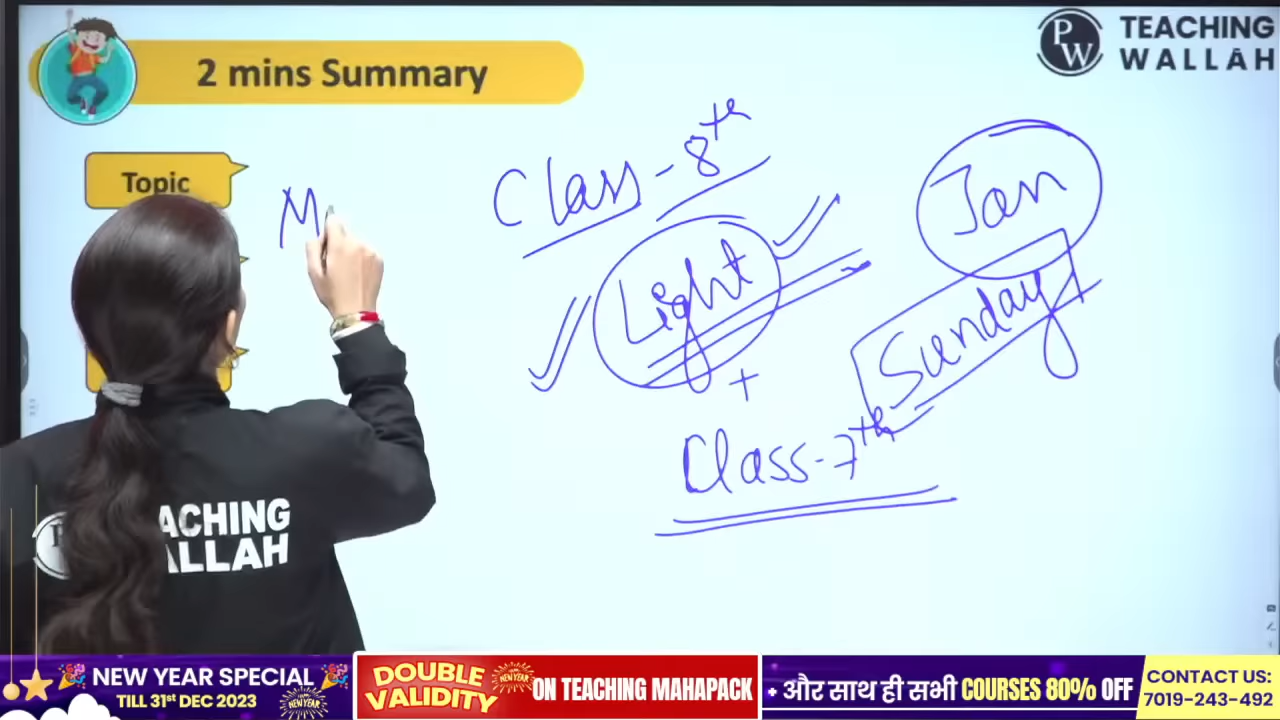 2 mins Summary
PW TEACHING
WALLAH
Topic
M
Class-8th
Light
+
Class-7th
Jan
Sunday
ACHING
ALLAH
NEW YEAR SPECIAL
TILL 31st DEC 2023
DOUBLE
VALIDITY
ON TEACHING MAHAPACK
+ और साथ ही सभी COURSES 80% OFF
CONTACT US:
7019-243-492